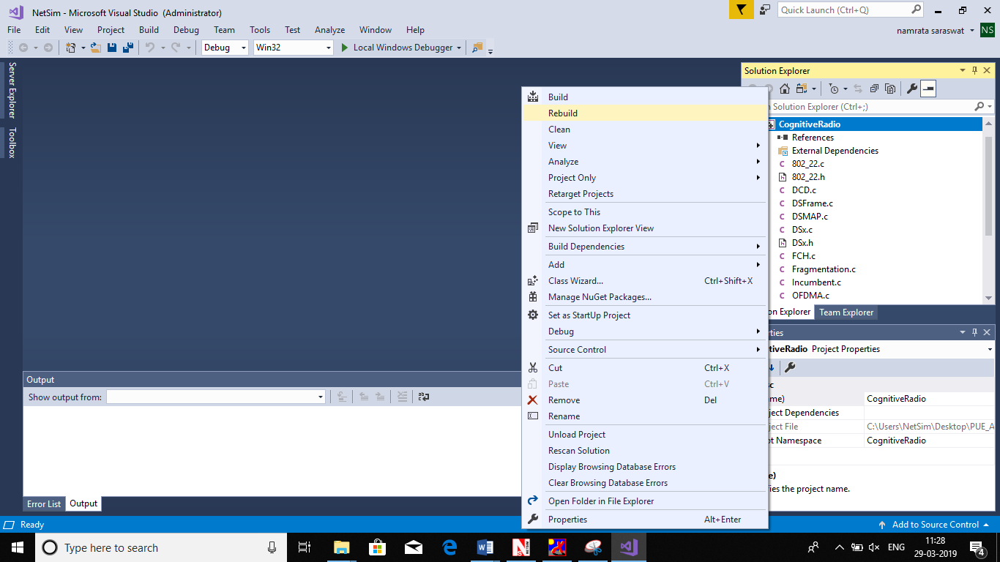 NetSim - Microsoft Visual Studio (Administrator)
Quick Launch (Ctrl+Q)
File Edit View Project Build Debug Team Tools Test Analyze Window Help
namrata saraswat NS
Debug Win32 Local Windows Debugger
Server Explorer
Toolbox
Solution Explorer
Solution Explorer (Ctrl+;)
CognitiveRadio
References
External Dependencies
802_22.c
802_22.h
DCD.c
DSFrame.c
DSMAP.c
DSx.c
DSx.h
FCH.c
Fragmentation.c
Incumbent.c
OFDMA.c
on Explorer Team Explorer
Build
Rebuild
Clean
View
Analyze
Project Only
Retarget Projects
Scope to This
New Solution Explorer View
Build Dependencies
Add
Class Wizard... Ctrl+Shift+X
Manage NuGet Packages...
Set as StartUp Project
Debug
Source Control
Cut Ctrl+X
Paste Ctrl+V
Remove Del
Rename
Unload Project
Rescan Solution
Display Browsing Database Errors
Clear Browsing Database Errors
Open Folder in File Explorer
Properties Alt+Enter
rties
tiveRadio Project Properties
sc
me) CognitiveRadio
ject Dependencies
ject File C:\Users\NetSim\Desktop\PUE_A
ot Namespace CognitiveRadio
e)
ies the project name.
Output
Show output from:
Error List Output
Ready
Add to Source Control
Type here to search
ENG
11:28
29-03-2019
4